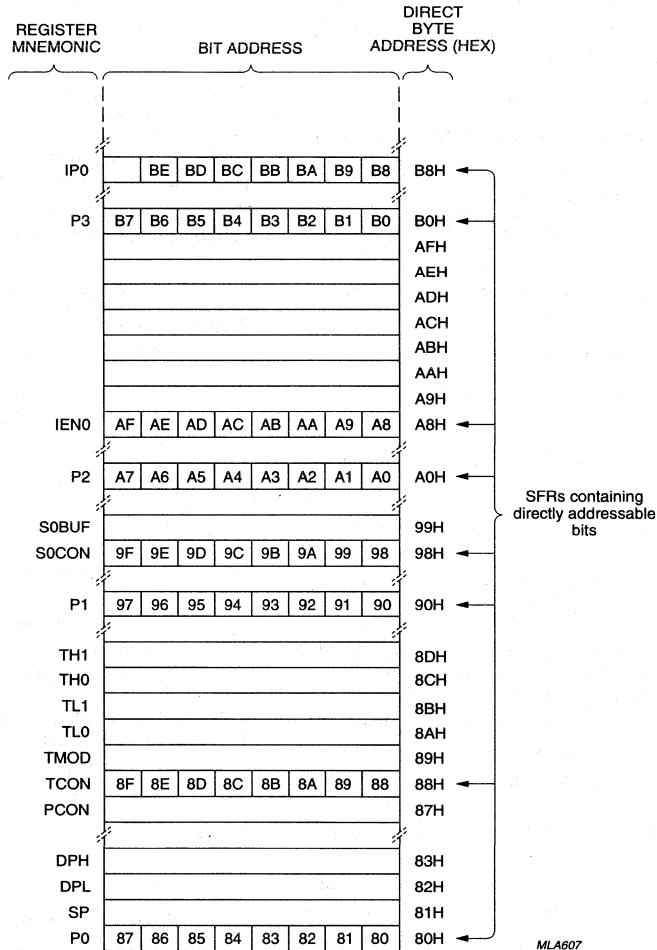 REGISTER
MNEMONIC
BIT ADDRESS
DIRECT
BYTE
ADDRESS (HEX)
IP0 BE BD BC BB BA B9 B8 B8H
P3 B7 B6 B5 B4 B3 B2 B1 B0 B0H
AFH
AEH
ADH
ACH
ABH
AAH
A9H
IEN0 AF AE AD AC AB AA A9 A8 A8H
P2 A7 A6 A5 A4 A3 A2 A1 A0 A0H
SFRs containing
directly addressable
bits
S0BUF 99H
S0CON 9F 9E 9D 9C 9B 9A 99 98 98H
P1 97 96 95 94 93 92 91 90 90H
TH1 8DH
TH0 8CH
TL1 8BH
TL0 8AH
TMOD 89H
TCON 8F 8E 8D 8C 8B 8A 89 88 88H
PCON 87H
DPH 83H
DPL 82H
SP 81H
P0 87 86 85 84 83 82 81 80 80H
MLA607